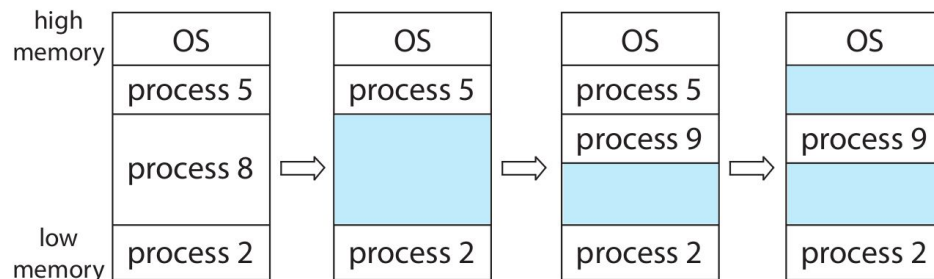 high
memory
OS
process 5
process 8
process 2
low
memory
OS
process 5
process 2
OS
process 5
process 9
process 2
OS
process 9
process 2